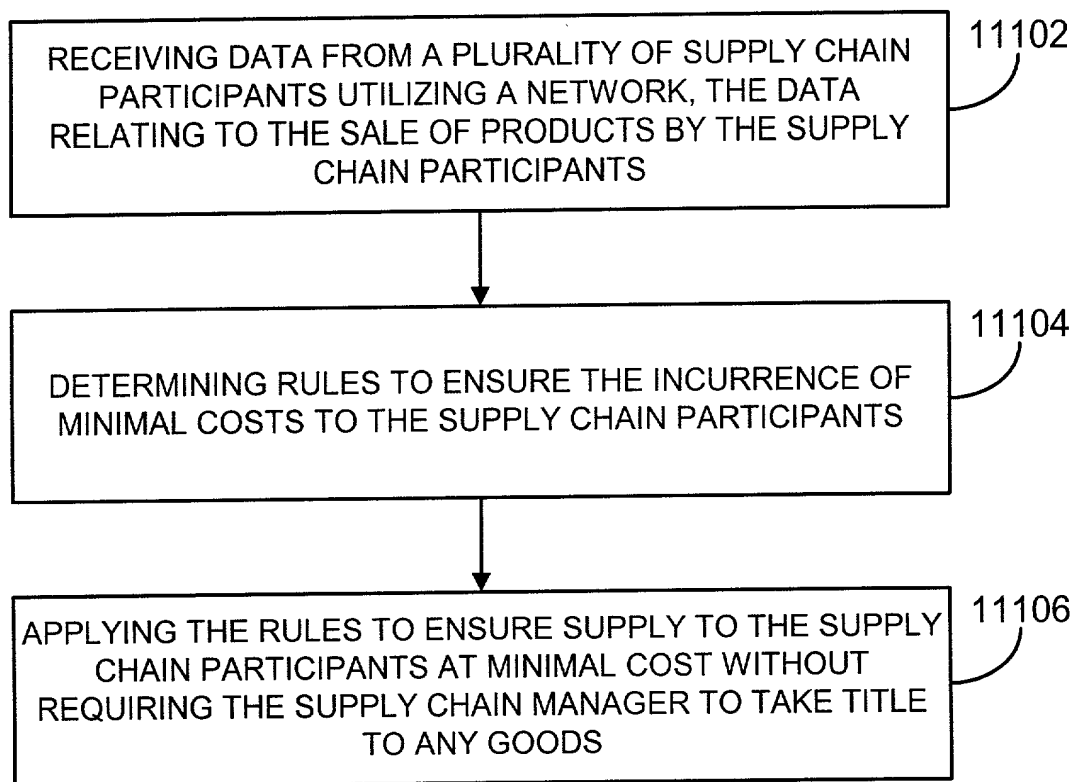 RECEIVING DATA FROM A PLURALITY OF SUPPLY CHAIN
PARTICIPANTS UTILIZING A NETWORK, THE DATA
RELATING TO THE SALE OF PRODUCTS BY THE SUPPLY
CHAIN PARTICIPANTS
11102
DETERMINING RULES TO ENSURE THE INCURRENCE OF
MINIMAL COSTS TO THE SUPPLY CHAIN PARTICIPANTS
11104
APPLYING THE RULES TO ENSURE SUPPLY TO THE SUPPLY
CHAIN PARTICIPANTS AT MINIMAL COST WITHOUT
REQUIRING THE SUPPLY CHAIN MANAGER TO TAKE TITLE
TO ANY GOODS
11106